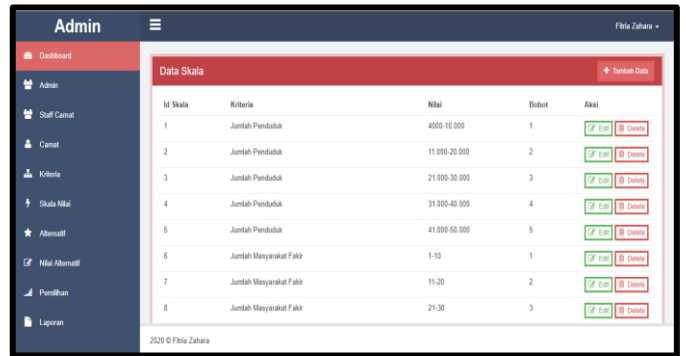 Admin
Fitria Zahara
Dashboard
Admin
Staff Camat
Camat
Kriteria
Skala Nilai
Alternatif
Nilai Alternatif
Pemilihan
Laporan
Data Skala
+ Tambah Data
Id Skala Kriteria Nilai Bobot Aksi
1 Jumlah Penduduk 4000-10.000 1 Edit Delete
2 Jumlah Penduduk 11.000-20.000 2 Edit Delete
3 Jumlah Penduduk 21.000-30.000 3 Edit Delete
4 Jumlah Penduduk 31.000-40.000 4 Edit Delete
5 Jumlah Penduduk 41.000-50.000 5 Edit Delete
6 Jumlah Masyarakat Fakir 1-10 1 Edit Delete
7 Jumlah Masyarakat Fakir 11-20 2 Edit Delete
8 Jumlah Masyarakat Fakir 21-30 3 Edit Delete
2020 © Fitria Zahara